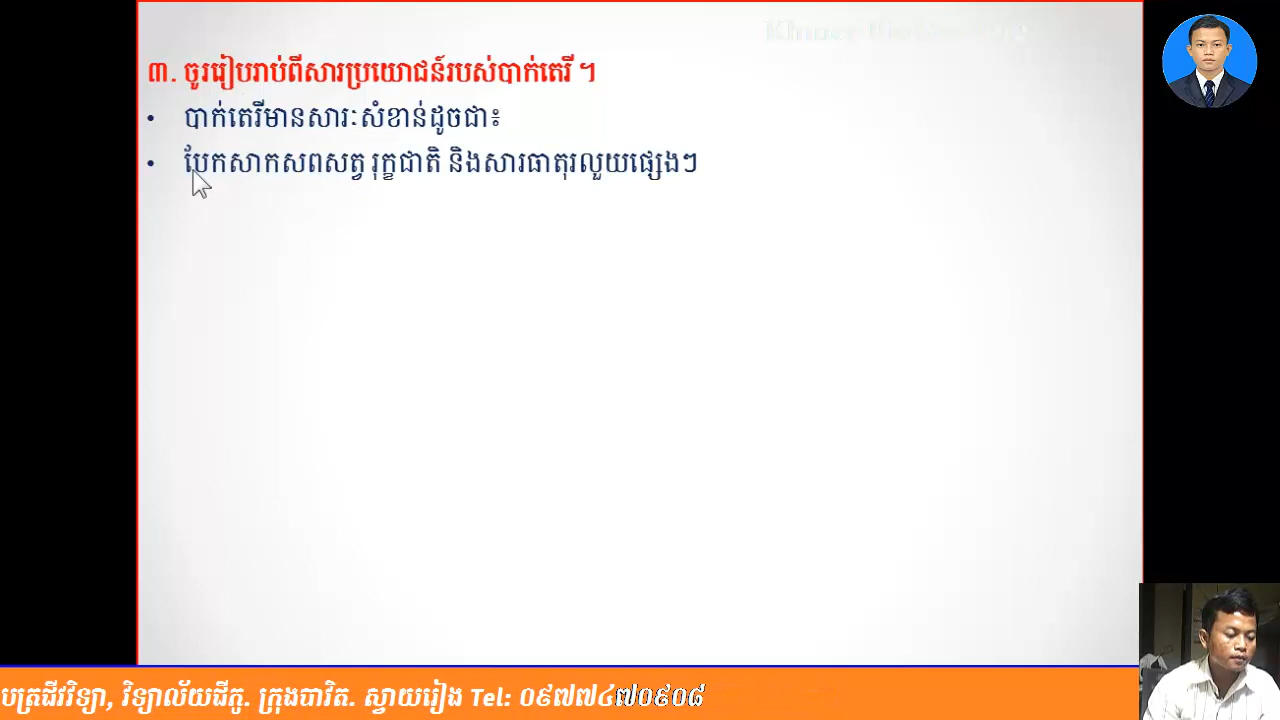 ៣. ចូររៀបរាប់ពីសារប្រយោជន៍របស់បាក់តេរី ។
• បាក់តេរីមានសារៈសំខាន់ដូចជា៖
• បែកសាកសពសត្វ រុក្ខជាតិ និងសារធាតុរលួយផ្សេងៗ
បត្រជីវវិទ្យា, វិទ្យាល័យជីភូ. ក្រុងបាវិត. ស្វាយរៀង Tel: ០៩៧៧៤៧០៩០៨